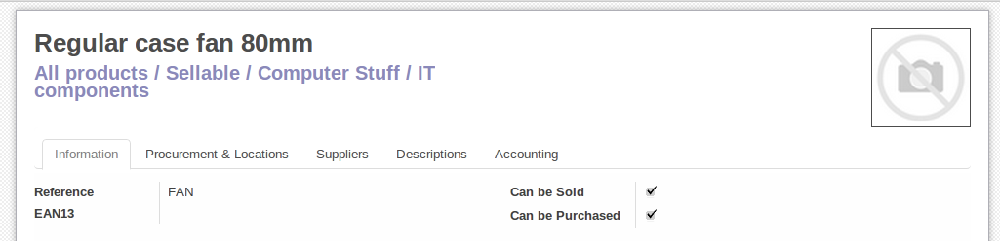 Regular case fan 80mm
All products / Sellable / Computer Stuff / IT
components
Information Procurement & Locations Suppliers Descriptions Accounting
Reference FAN Can be Sold
EAN13 Can be Purchased